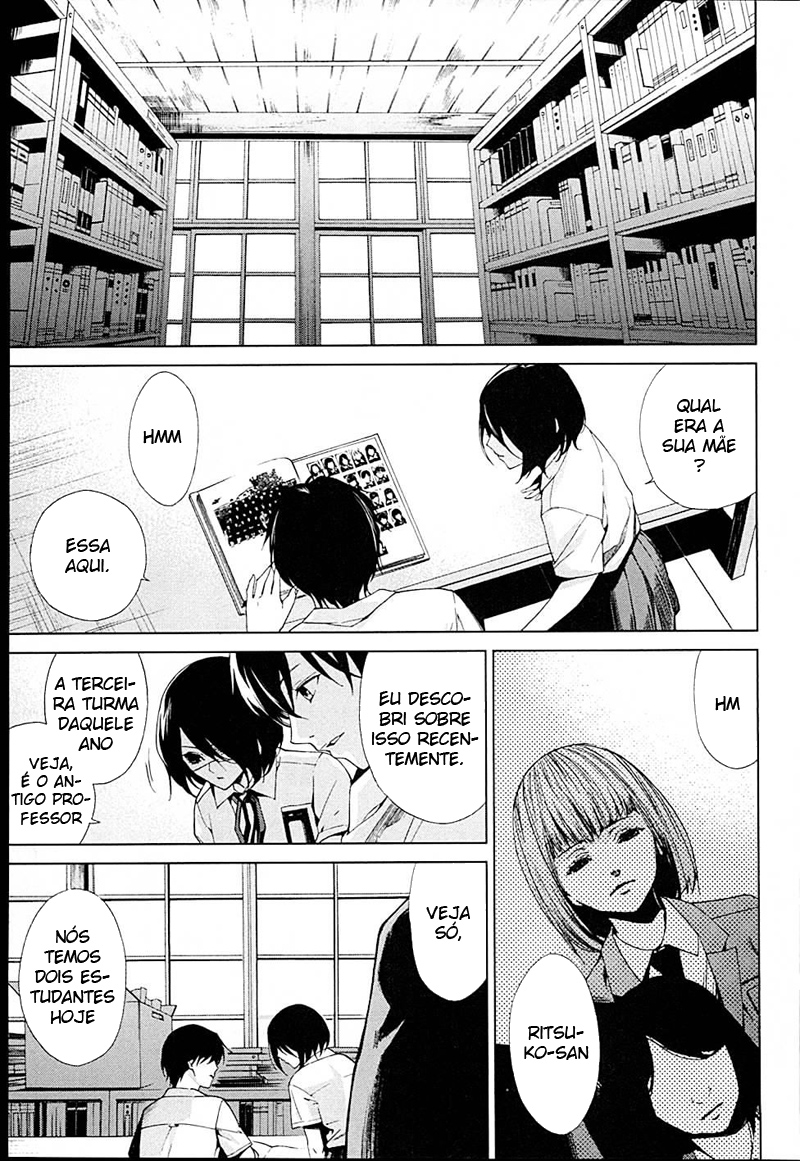 QUAL
ERA A
SUA MÃE
?
HMM
ESSA
AQUI.
HM
RITSU-
KO-SAN
EU DESCO-
BRI SOBRE
ISSO RECEN-
TEMENTE.
A TERCEI-
RA TURMA
DAQUELE
ANO
VEJA,
É O AN-
TIGO PRO-
FESSOR
VEJA
SÓ,
NÓS
TEMOS
DOIS ES-
TUDANTES
HOJE